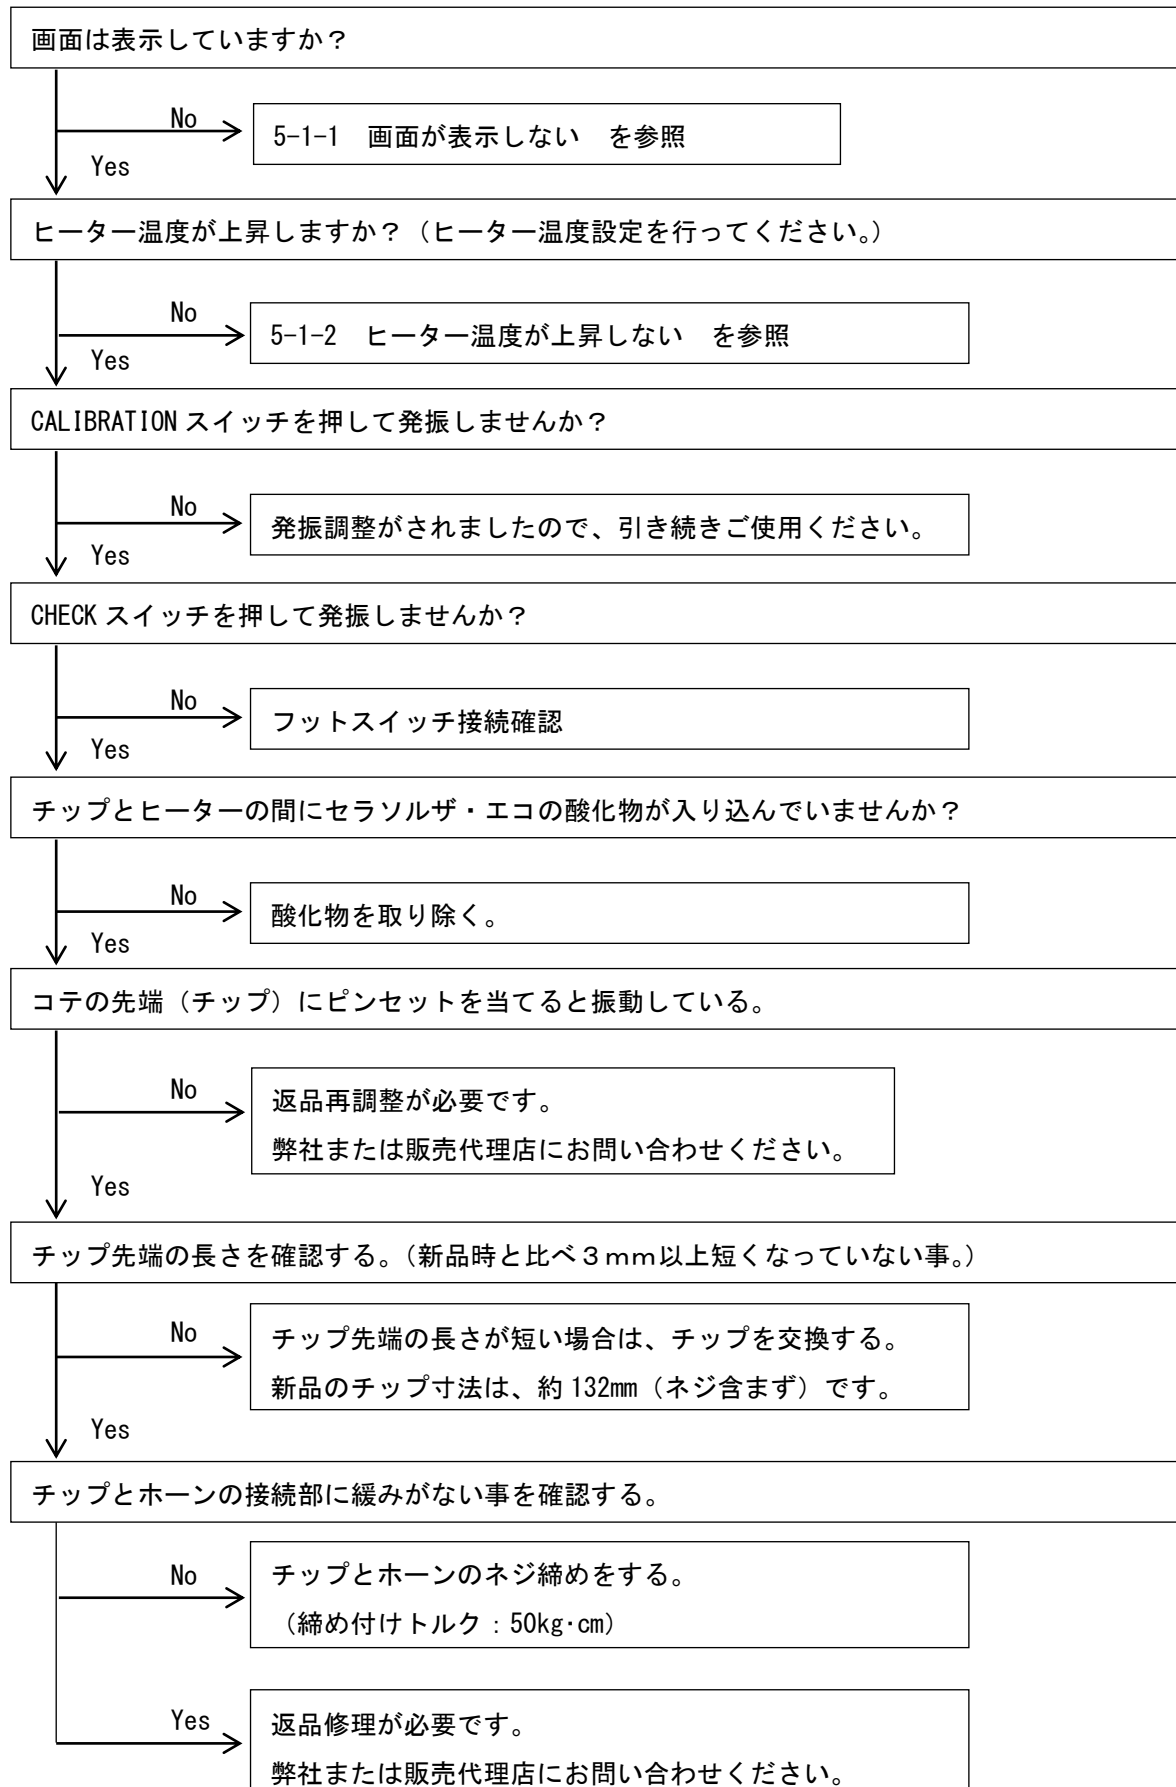 画面は表示していますか？
No
5-1-1　画面が表示しない　を参照
Yes
ヒーター温度が上昇しますか？（ヒーター温度設定を行ってください。）
No
5-1-2　ヒーター温度が上昇しない　を参照
Yes
CALIBRATION スイッチを押して発振しませんか？
No
発振調整がされましたので、引き続きご使用ください。
Yes
CHECK スイッチを押して発振しませんか？
No
フットスイッチ接続確認
Yes
チップとヒーターの間にセラソルザ・エコの酸化物が入り込んでいませんか？
No
酸化物を取り除く。
Yes
コテの先端（チップ）にピンセットを当てると振動している。
No
返品再調整が必要です。
弊社または販売代理店にお問い合わせください。
Yes
チップ先端の長さを確認する。（新品時と比べ３ｍｍ以上短くなっていない事。）
No
チップ先端の長さが短い場合は、チップを交換する。
新品のチップ寸法は、約 132㎜（ネジ含まず）です。
Yes
チップとホーンの接続部に緩みがない事を確認する。
No
チップとホーンのネジ締めをする。
（締め付けトルク：50kg･cm）
Yes
返品修理が必要です。
弊社または販売代理店にお問い合わせください。